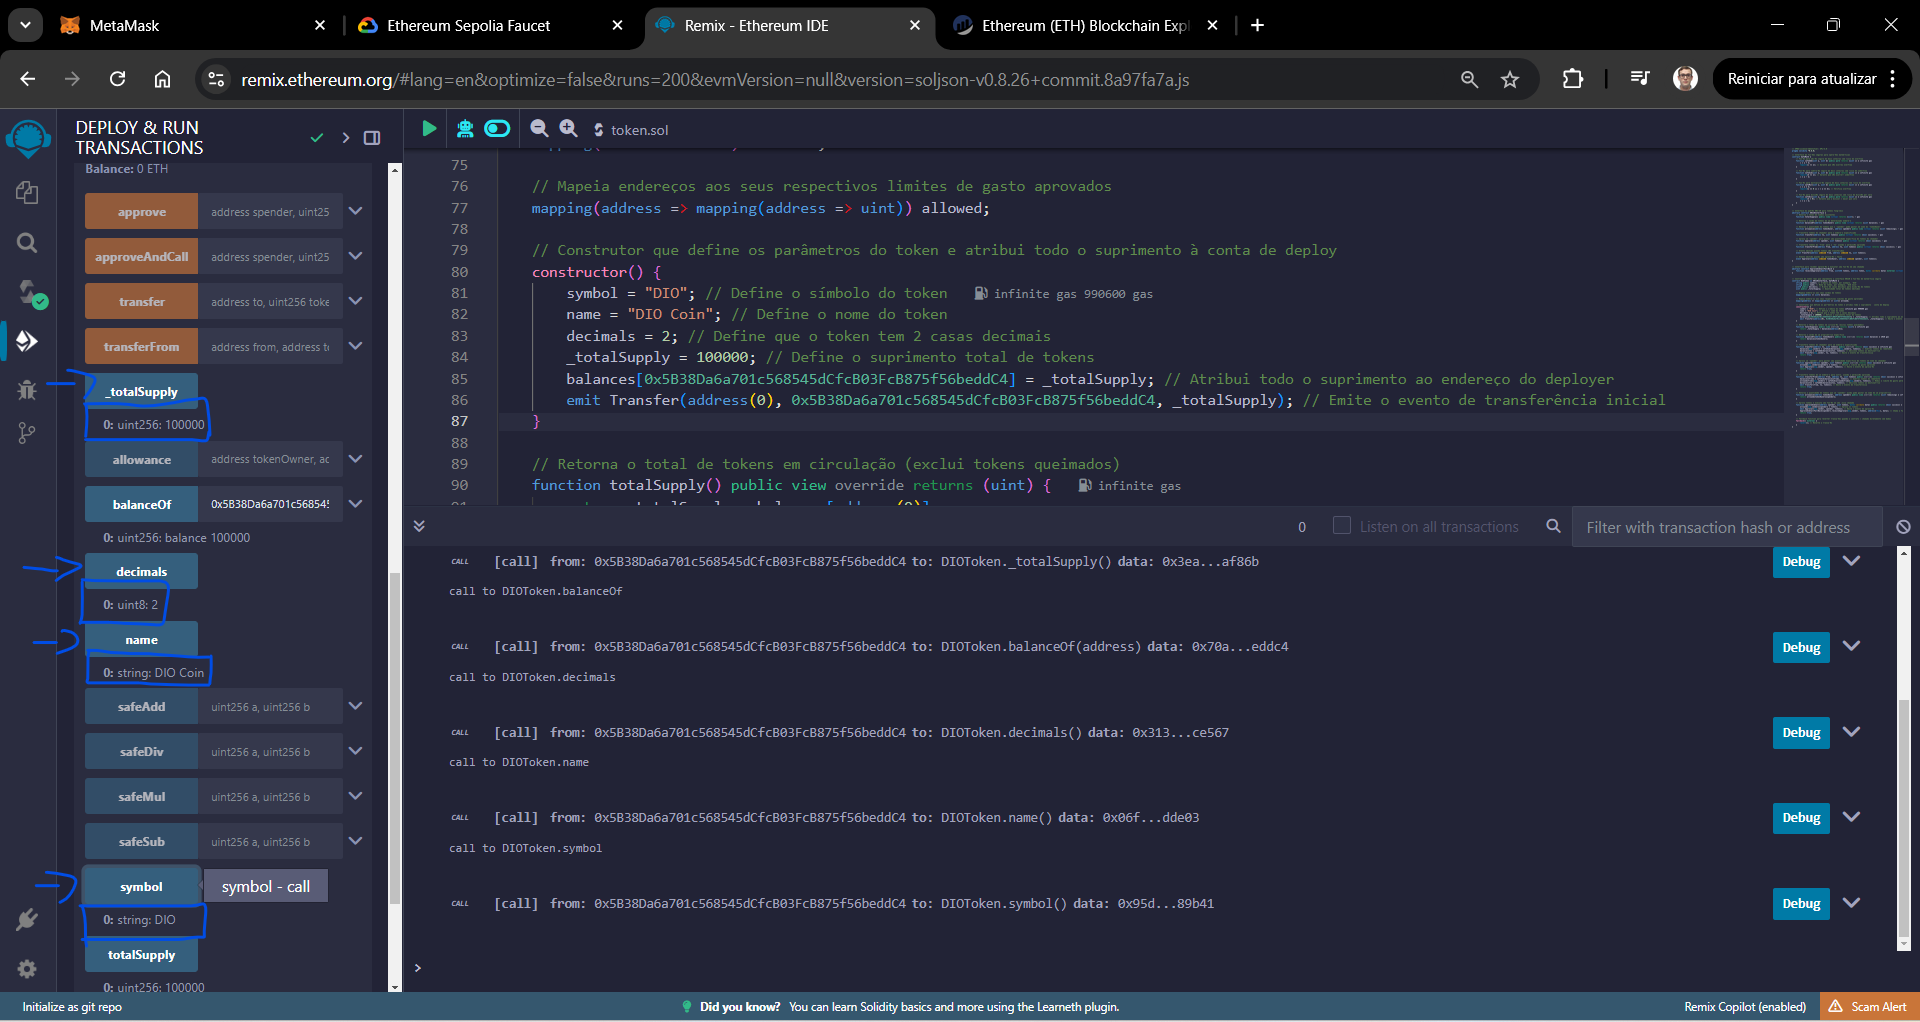 MetaMask
Ethereum Sepolia Faucet
Remix - Ethereum IDE
Ethereum (ETH) Blockchain Expl
remix.ethereum.org/#lang=en&optimize=false&runs=200&evmVersion=null&version=soljson-v0.8.26+commit.8a97fa7a.js
Reiniciar para atualizar
DEPLOY & RUN
TRANSACTIONS
Balance: 0 ETH
approve address spender, uint25
approveAndCall address spender, uint25
transfer address to, uint256 toke
transferFrom address from, address t
_totalSupply
0: uint256: 100000
allowance address tokenOwner, ac
balanceOf 0x5B38Da6a701c568545
0: uint256: balance 100000
decimals
0: uint8: 2
name
0: string: DIO Coin
safeAdd uint256 a, uint256 b
safeDiv uint256 a, uint256 b
safeMul uint256 a, uint256 b
safeSub uint256 a, uint256 b
symbol symbol - call
0: string: DIO
totalSupply
0: uint256: 100000
token.sol
75
76 // Mapeia endereços aos seus respectivos limites de gasto aprovados
77 mapping(address => mapping(address => uint)) allowed;
78
79 // Construtor que define os parâmetros do token e atribui todo o suprimento à conta de deploy
80 constructor() {
81 symbol = "DIO"; // Define o símbolo do token infinite gas 990600 gas
82 name = "DIO Coin"; // Define o nome do token
83 decimals = 2; // Define que o token tem 2 casas decimais
84 _totalSupply = 100000; // Define o suprimento total de tokens
85 balances[0x5B38Da6a701c568545dCfcB03FcB875f56beddC4] = _totalSupply; // Atribui todo o suprimento ao endereço do deployer
86 emit Transfer(address(0), 0x5B38Da6a701c568545dCfcB03FcB875f56beddC4, _totalSupply); // Emite o evento de transferência inicial
87 }
88
89 // Retorna o total de tokens em circulação (exclui tokens queimados)
90 function totalSupply() public view override returns (uint) { infinite gas
0 Listen on all transactions Filter with transaction hash or address
CALL [call] from: 0x5B38Da6a701c568545dCfcB03FcB875f56beddC4 to: DIOToken._totalSupply() data: 0x3ea...af86b Debug
call to DIOToken.balanceOf
CALL [call] from: 0x5B38Da6a701c568545dCfcB03FcB875f56beddC4 to: DIOToken.balanceOf(address) data: 0x70a...eddc4 Debug
call to DIOToken.decimals
CALL [call] from: 0x5B38Da6a701c568545dCfcB03FcB875f56beddC4 to: DIOToken.decimals() data: 0x313...ce567 Debug
call to DIOToken.name
CALL [call] from: 0x5B38Da6a701c568545dCfcB03FcB875f56beddC4 to: DIOToken.name() data: 0x06f...dde03 Debug
call to DIOToken.symbol
CALL [call] from: 0x5B38Da6a701c568545dCfcB03FcB875f56beddC4 to: DIOToken.symbol() data: 0x95d...89b41 Debug
>
Initialize as git repo
Did you know? You can learn Solidity basics and more using the Learneth plugin.
Remix Copilot (enabled)
Scam Alert